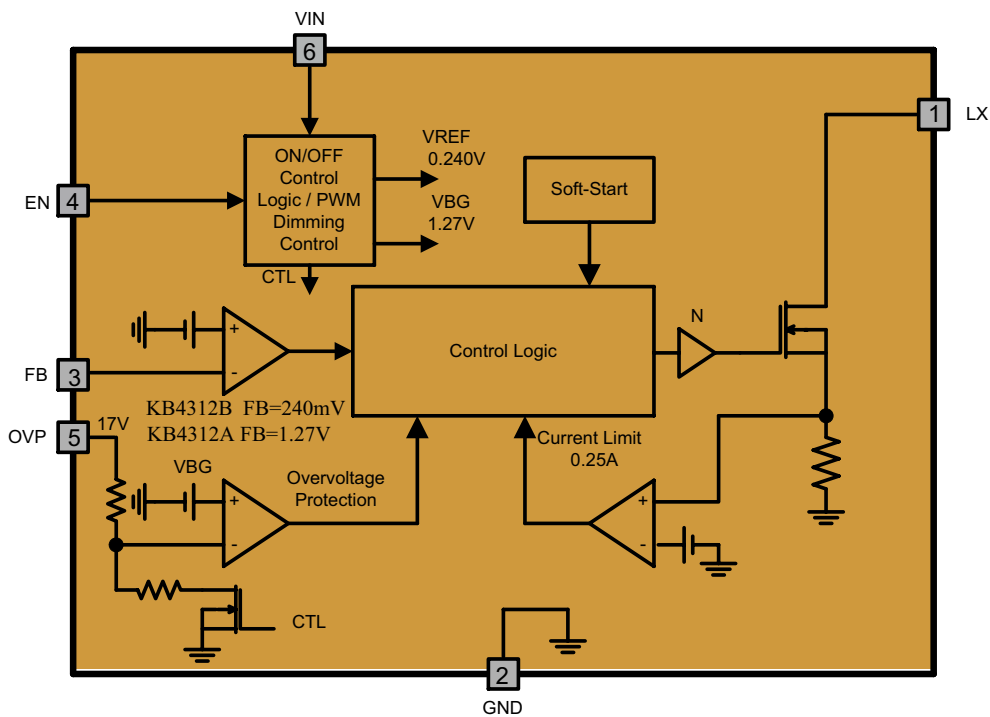 VIN
6
1
LX
ON/OFF
Control
Logic / PWM
Dimming
Control
VREF
0.240V
VBG
1.27V
Soft-Start
EN
4
CTL
+
-
Control Logic
N
FB
3
KB4312B FB=240mV
KB4312A FB=1.27V
OVP
5
17V
VBG
+
-
Overvoltage
Protection
Current Limit
0.25A
+
-
CTL
2
GND